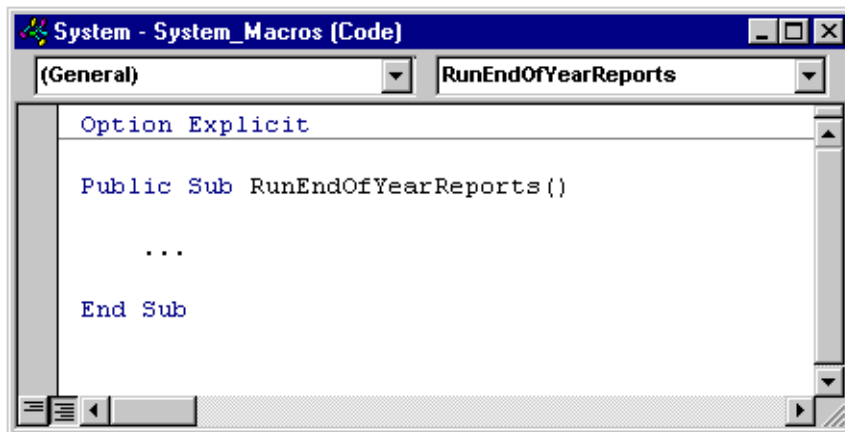 System - System_Macros (Code)
(General) RunEndOfYearReports
Option Explicit
Public Sub RunEndOfYearReports()
...
End Sub